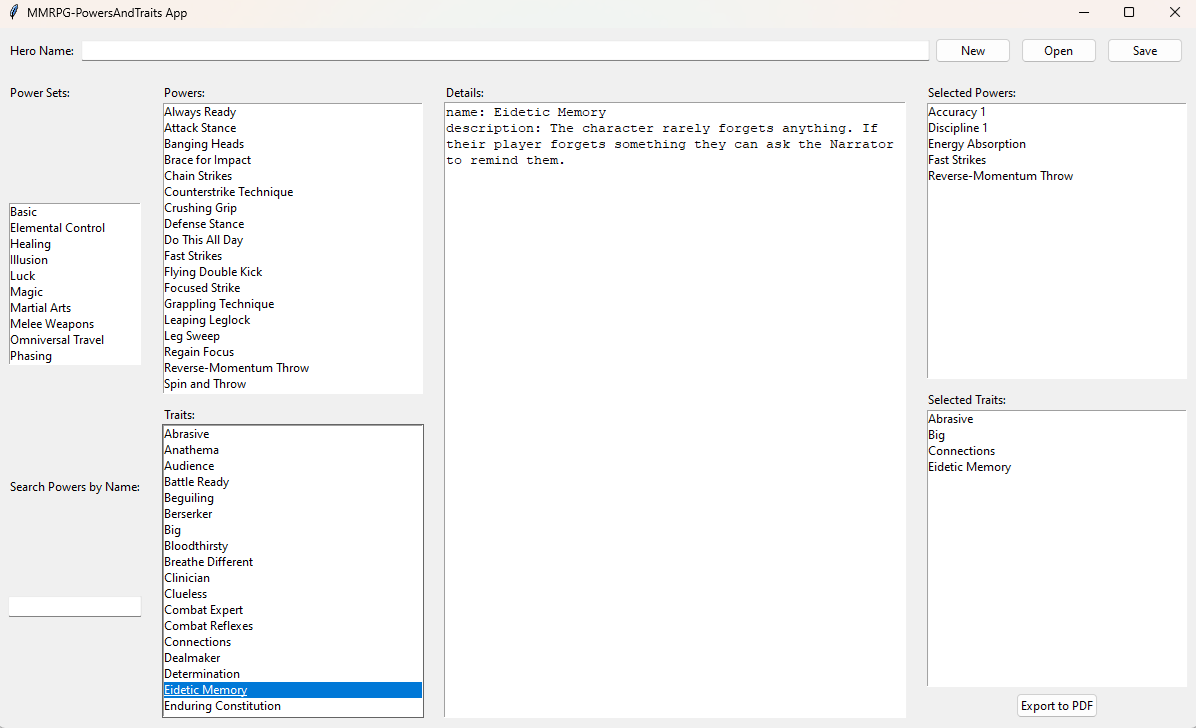 MMRPG-PowersAndTraits App
Hero Name:
New
Open
Save
Power Sets:
Basic
Elemental Control
Healing
Illusion
Luck
Magic
Martial Arts
Melee Weapons
Omniversal Travel
Phasing
Search Powers by Name:
Powers:
Always Ready
Attack Stance
Banging Heads
Brace for Impact
Chain Strikes
Counterstrike Technique
Crushing Grip
Defense Stance
Do This All Day
Fast Strikes
Flying Double Kick
Focused Strike
Grappling Technique
Leaping Leglock
Leg Sweep
Regain Focus
Reverse-Momentum Throw
Spin and Throw
Traits:
Abrasive
Anathema
Audience
Battle Ready
Beguiling
Berserker
Big
Bloodthirsty
Breathe Different
Clinician
Clueless
Combat Expert
Combat Reflexes
Connections
Dealmaker
Determination
Eidetic Memory
Enduring Constitution
Details:
name: Eidetic Memory
description: The character rarely forgets anything. If
their player forgets something they can ask the Narrator
to remind them.
Selected Powers:
Accuracy 1
Discipline 1
Energy Absorption
Fast Strikes
Reverse-Momentum Throw
Selected Traits:
Abrasive
Big
Connections
Eidetic Memory
Export to PDF